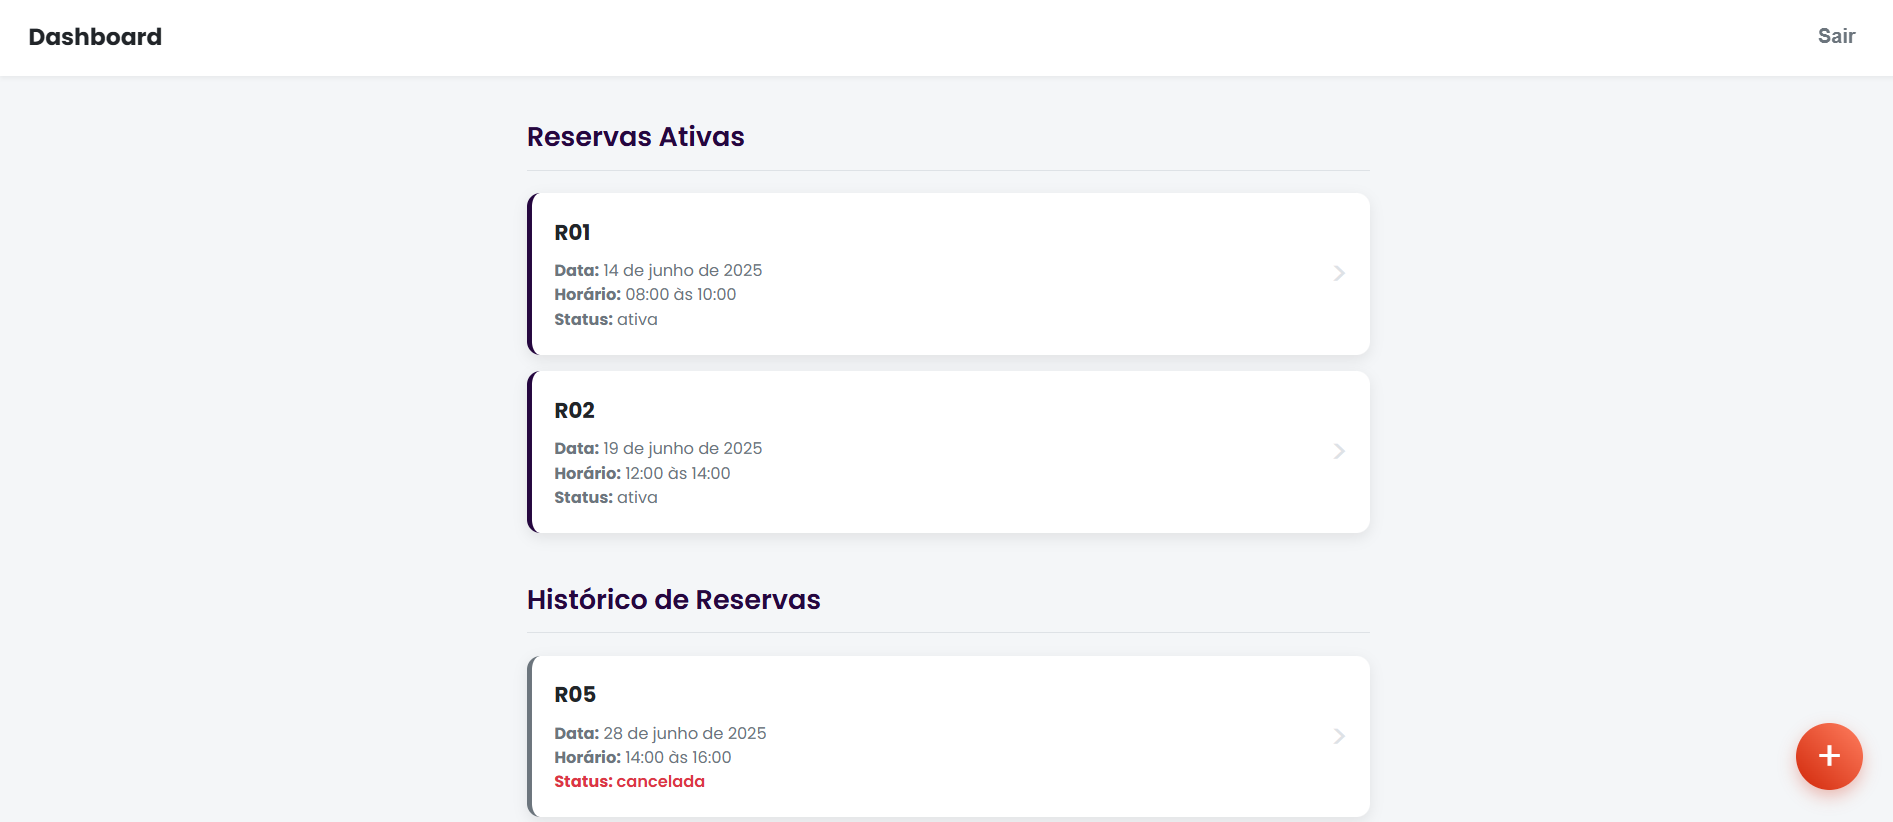 Dashboard
Sair
Reservas Ativas
R01
Data: 14 de junho de 2025
Horário: 08:00 às 10:00
Status: ativa
R02
Data: 19 de junho de 2025
Horário: 12:00 às 14:00
Status: ativa
Histórico de Reservas
R05
Data: 28 de junho de 2025
Horário: 14:00 às 16:00
Status: cancelada
+